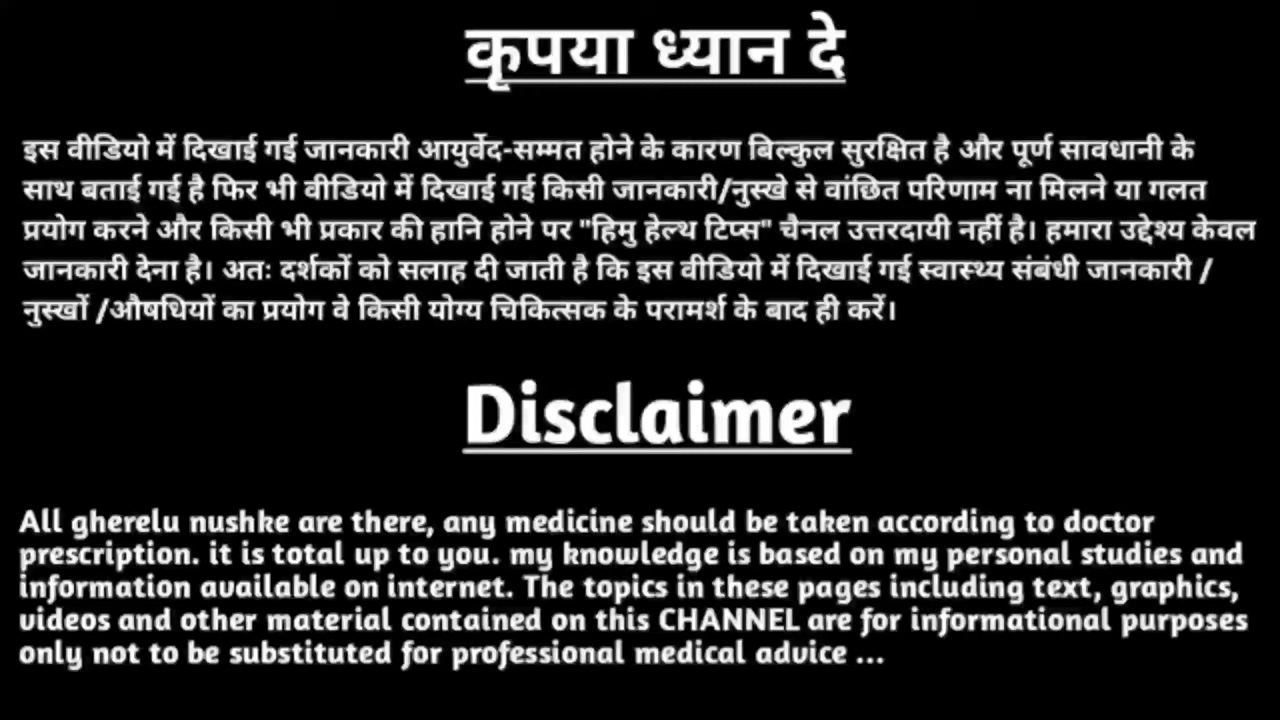 कृपया ध्यान दे
इस वीडियो में दिखाई गई जानकारी आयुर्वेद-सम्मत होने के कारण बिल्कुल सुरक्षित है और पूर्ण सावधानी के
साथ बताई गई है फिर भी वीडियो में दिखाई गई किसी जानकारी/नुस्खे से वांछित परिणाम ना मिलने या गलत
प्रयोग करने और किसी भी प्रकार की हानि होने पर "हिमु हेल्थ टिप्स" चैनल उत्तरदायी नहीं है। हमारा उद्देश्य केवल
जानकारी देना है। अतः दर्शकों को सलाह दी जाती है कि इस वीडियो में दिखाई गई स्वास्थ्य संबंधी जानकारी /
नुस्खों /औषधियों का प्रयोग वे किसी योग्य चिकित्सक के परामर्श के बाद ही करें।
Disclaimer
All gherelu nushke are there, any medicine should be taken according to doctor
prescription. it is total up to you. my knowledge is based on my personal studies and
information available on internet. The topics in these pages including text, graphics,
videos and other material contained on this CHANNEL are for informational purposes
only not to be substituted for professional medical advice ...